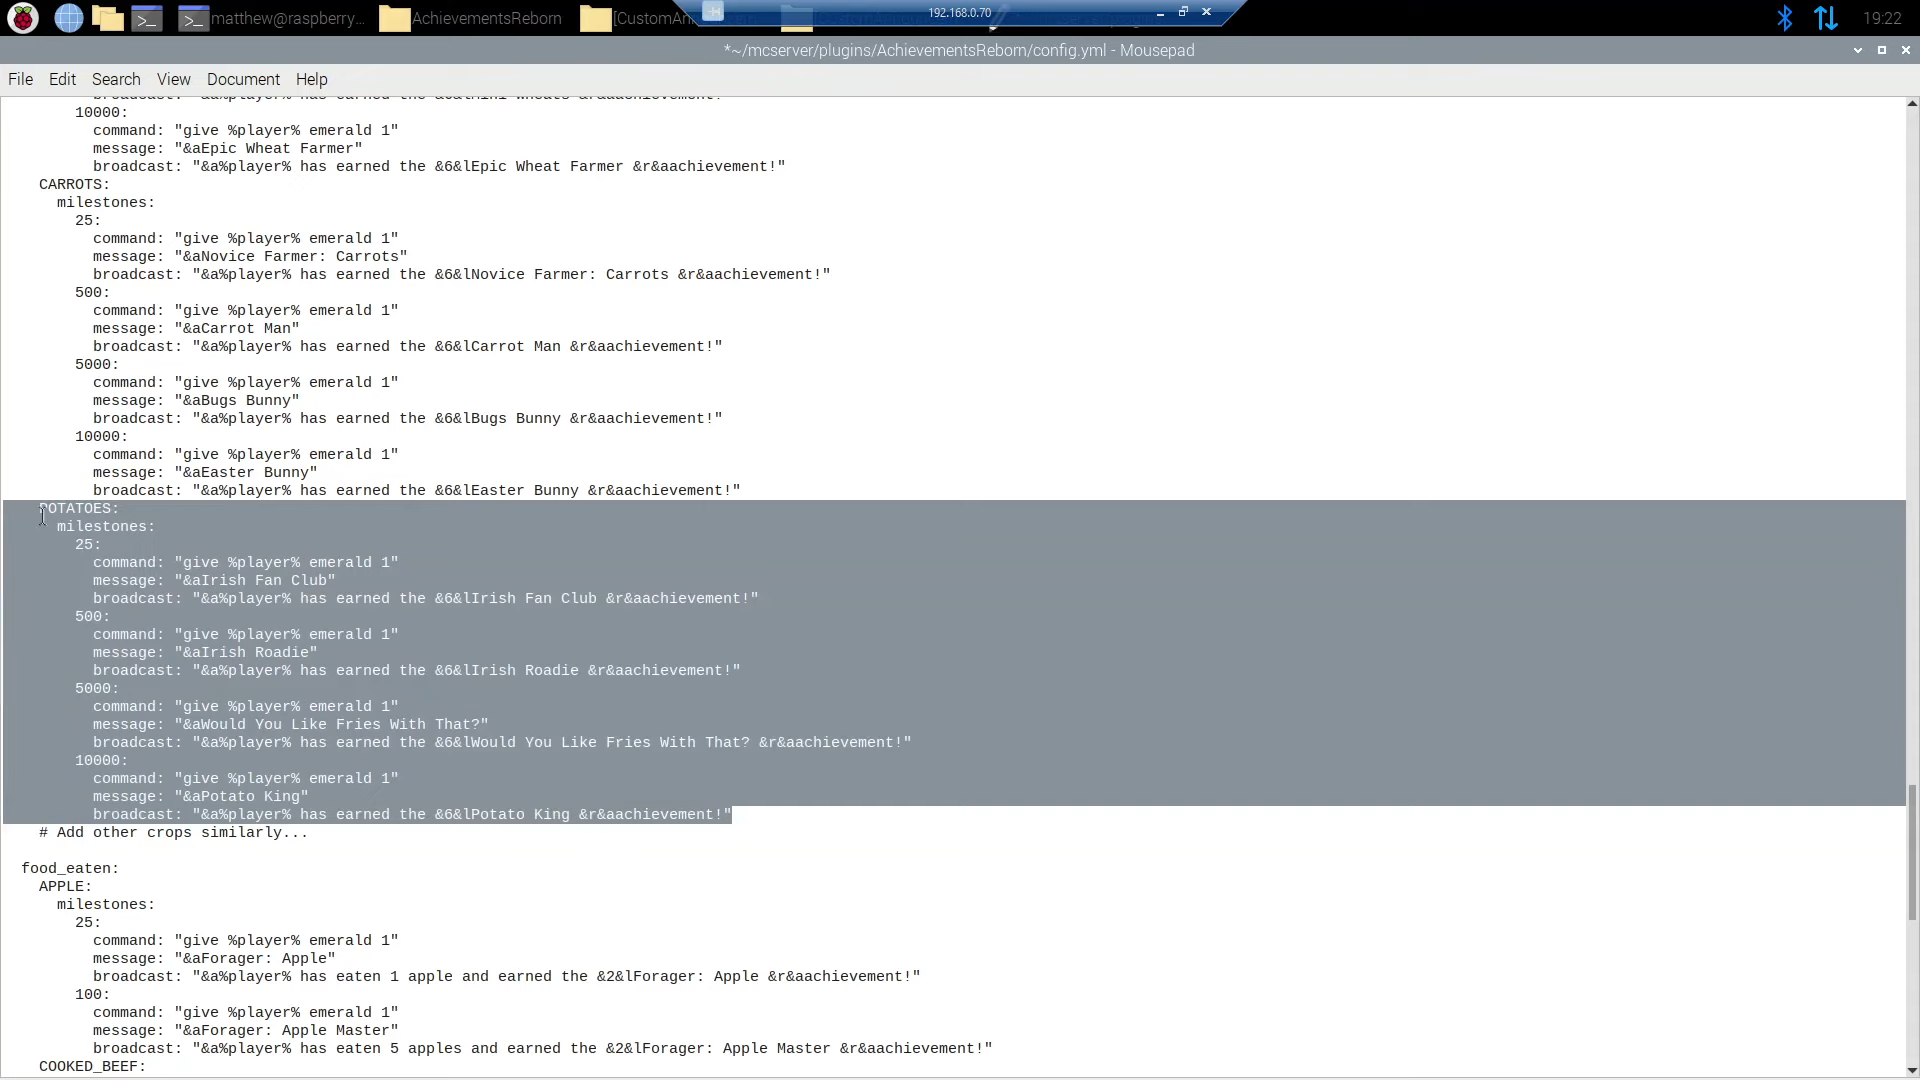 matthew@raspberry...
AchievementsReborn
192.168.0.70
19:22
*~/mcserver/plugins/AchievementsReborn/config.yml - Mousepad
File Edit Search View Document Help
10000:
command: "give %player% emerald 1"
message: "&aEpic Wheat Farmer"
broadcast: "&a%player% has earned the &6&lEpic Wheat Farmer &r&aachievement!"
CARROTS:
milestones:
25:
command: "give %player% emerald 1"
message: "&aNovice Farmer: Carrots"
broadcast: "&a%player% has earned the &6&lNovice Farmer: Carrots &r&aachievement!"
500:
command: "give %player% emerald 1"
message: "&aCarrot Man"
broadcast: "&a%player% has earned the &6&lCarrot Man &r&aachievement!"
5000:
command: "give %player% emerald 1"
message: "&aBugs Bunny"
broadcast: "&a%player% has earned the &6&lBugs Bunny &r&aachievement!"
10000:
command: "give %player% emerald 1"
message: "&aEaster Bunny"
broadcast: "&a%player% has earned the &6&lEaster Bunny &r&aachievement!"
POTATOES:
milestones:
25:
command: "give %player% emerald 1"
message: "&aIrish Fan Club"
broadcast: "&a%player% has earned the &6&lIrish Fan Club &r&aachievement!"
500:
command: "give %player% emerald 1"
message: "&aIrish Roadie"
broadcast: "&a%player% has earned the &6&lIrish Roadie &r&aachievement!"
5000:
command: "give %player% emerald 1"
message: "&aWould You Like Fries With That?"
broadcast: "&a%player% has earned the &6&lWould You Like Fries With That? &r&aachievement!"
10000:
command: "give %player% emerald 1"
message: "&aPotato King"
broadcast: "&a%player% has earned the &6&lPotato King &r&aachievement!"
# Add other crops similarly...
food_eaten:
APPLE:
milestones:
25:
command: "give %player% emerald 1"
message: "&aForager: Apple"
broadcast: "&a%player% has eaten 1 apple and earned the &2&lForager: Apple &r&aachievement!"
100:
command: "give %player% emerald 1"
message: "&aForager: Apple Master"
broadcast: "&a%player% has eaten 5 apples and earned the &2&lForager: Apple Master &r&aachievement!"
COOKED_BEEF: